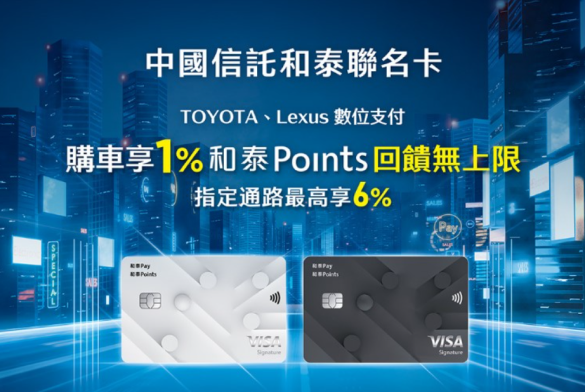 中國信託和泰聯名卡
TOYOTA、Lexus 數位支付
購車享1%和泰Points回饋無上限
指定通路最高享6%
SALES
Pay
SPECIAL
和泰Pay
和泰Points
VISA
Signature
和泰Pay
和泰Points
VISA
Signature